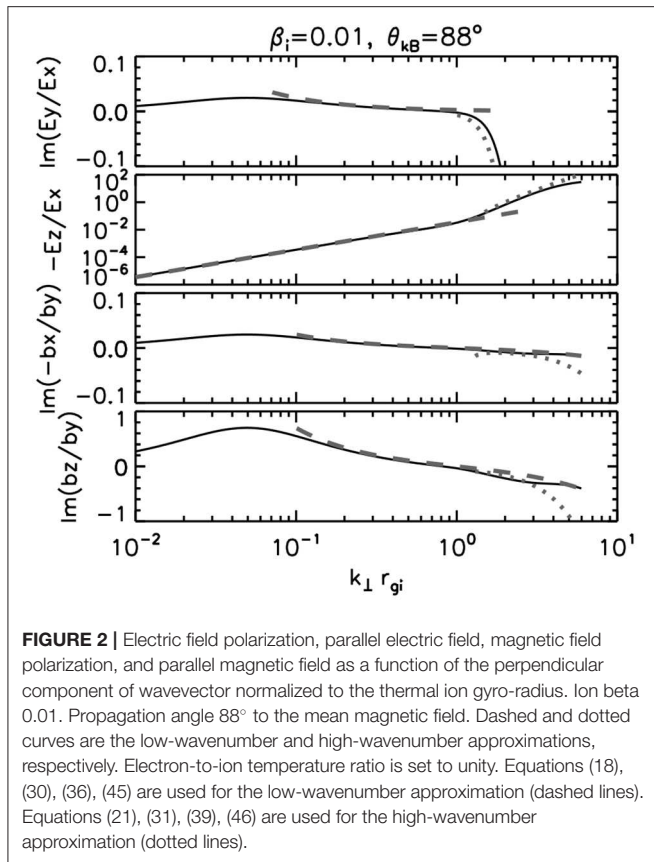 βi=0.01, θkB=88°
Im(Ey/Ex)
0.1
0.0
-0.1
-Ez/Ex
10²
10⁰
10⁻²
10⁻⁴
10⁻⁶
Im(-bx/by)
0.1
0.0
-0.1
Im(bz/by)
1
0
-1
10⁻² 10⁻¹ 10⁰ 10¹
k⊥ rgi
FIGURE 2 | Electric field polarization, parallel electric field, magnetic field
polarization, and parallel magnetic field as a function of the perpendicular
component of wavevector normalized to the thermal ion gyro-radius. Ion beta
0.01. Propagation angle 88° to the mean magnetic field. Dashed and dotted
curves are the low-wavenumber and high-wavenumber approximations,
respectively. Electron-to-ion temperature ratio is set to unity. Equations (18),
(30), (36), (45) are used for the low-wavenumber approximation (dashed lines).
Equations (21), (31), (39), (46) are used for the high-wavenumber
approximation (dotted lines).